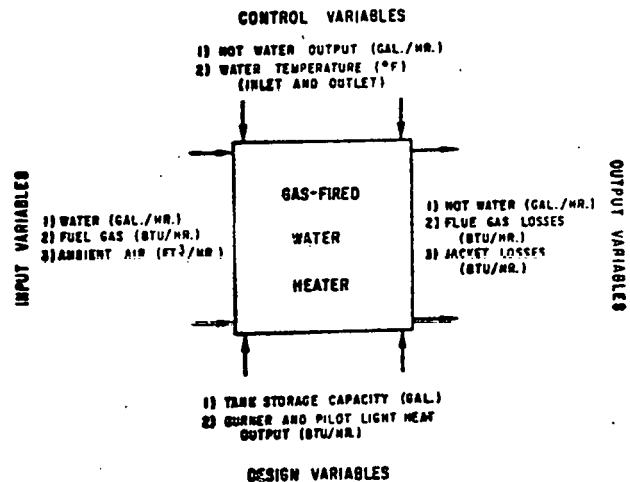 CONTROL VARIABLES
1) HOT WATER OUTPUT (GAL./HR.)
2) WATER TEMPERATURE (°F)
(INLET AND OUTLET)
INPUT VARIABLES
1) WATER (GAL./HR.)
2) FUEL GAS (BTU/HR.)
3) AMBIENT AIR (FT³/HR.)
GAS-FIRED
WATER
HEATER
1) HOT WATER (GAL./HR.)
2) FLUE GAS LOSSES
(BTU/HR.)
3) JACKET LOSSES
(BTU/HR.)
OUTPUT VARIABLES
1) TANK STORAGE CAPACITY (GAL.)
2) BURNER AND PILOT LIGHT HEAT
OUTPUT (BTU/HR.)
DESIGN VARIABLES